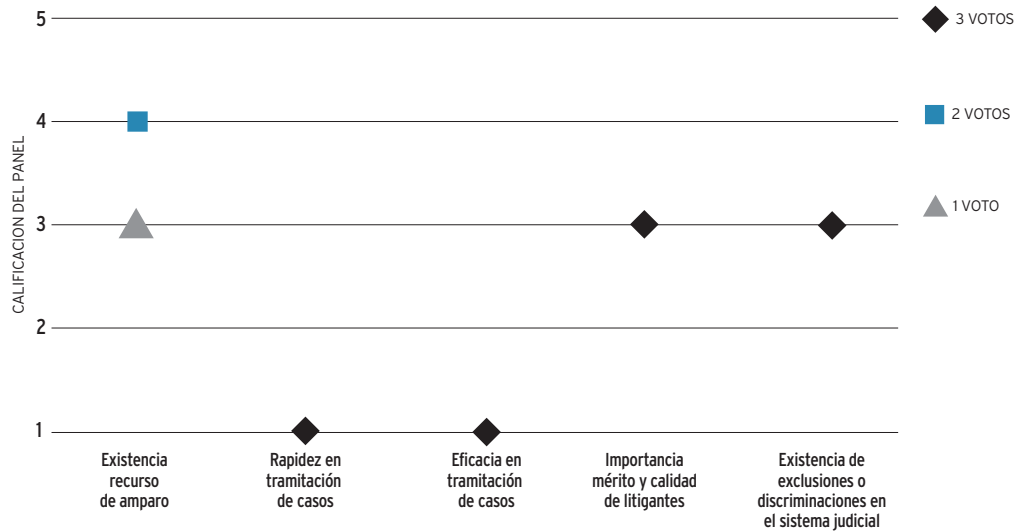 5
3 VOTOS
4
2 VOTOS
3
1 VOTO
2
1
CALIFICACION DEL PANEL
Existencia
recurso
de amparo
Rapidez en
tramitación
de casos
Eficacia en
tramitación
de casos
Importancia
mérito y calidad
de litigantes
Existencia de
exclusiones o
discriminaciones en
el sistema judicial